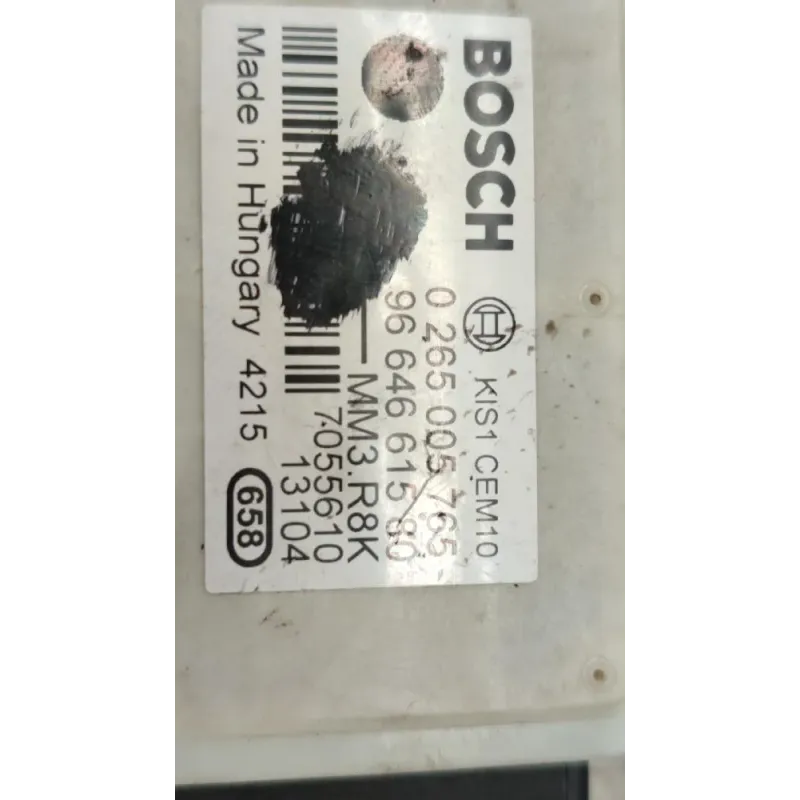 BOSCH
KIS1 CEM10
0 265 005 765
96 646 615 80
MM3.R8K
7055610
13104
Made in Hungary 4215 658